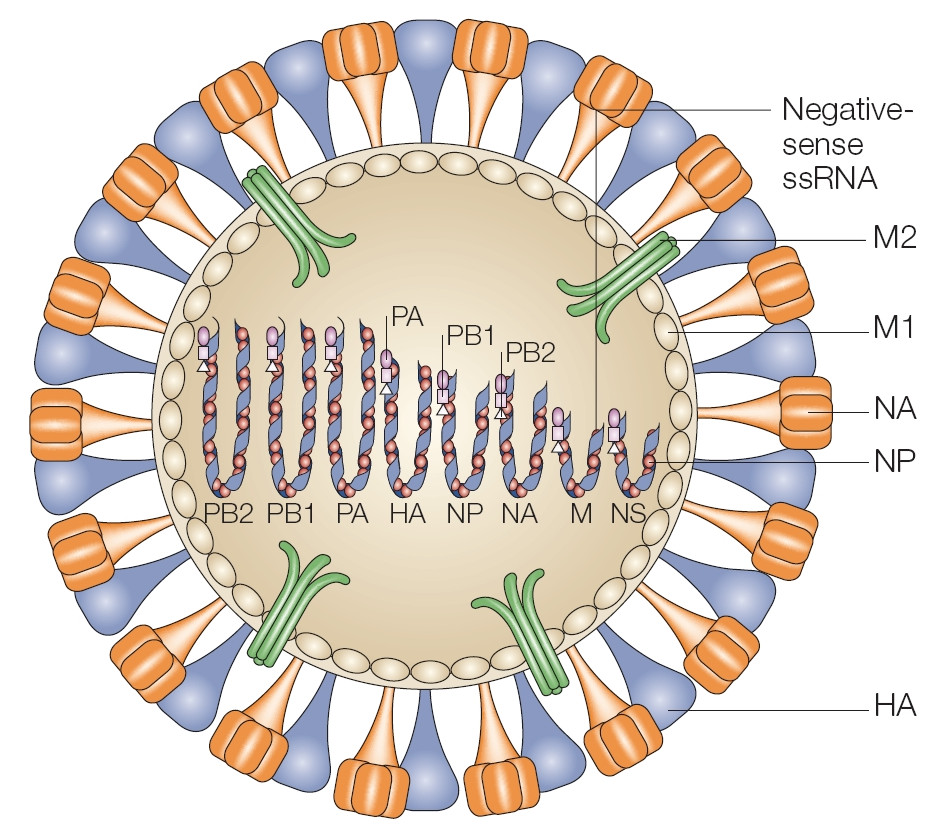 Negative-
sense
ssRNA
M2
M1
PA
PB1
PB2
NA
NP
PB2 PB1 PA HA NP NA M NS
HA